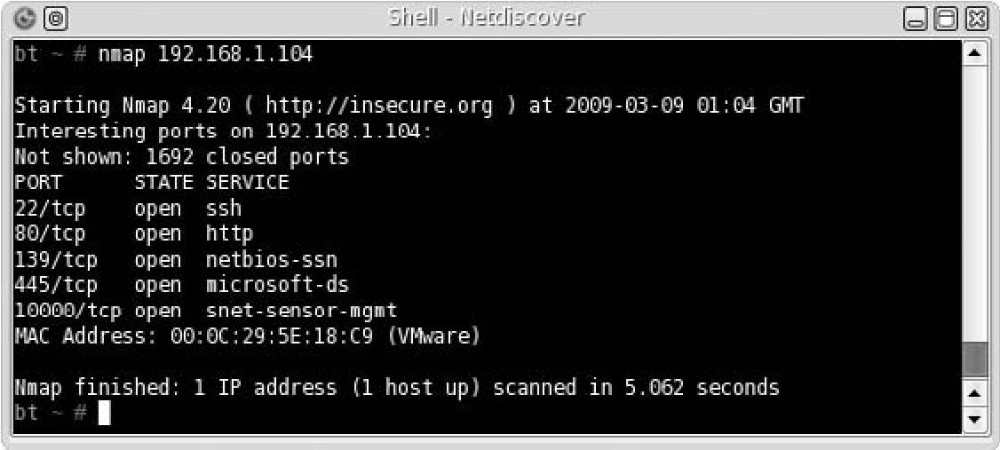 Shell - Netdiscover
bt ~ # nmap 192.168.1.104
Starting Nmap 4.20 ( http://insecure.org ) at 2009-03-09 01:04 GMT
Interesting ports on 192.168.1.104:
Not shown: 1692 closed ports
PORT      STATE SERVICE
22/tcp    open  ssh
80/tcp    open  http
139/tcp   open  netbios-ssn
445/tcp   open  microsoft-ds
10000/tcp open  snet-sensor-mgmt
MAC Address: 00:0C:29:5E:18:C9 (VMware)
Nmap finished: 1 IP address (1 host up) scanned in 5.062 seconds
bt ~ #